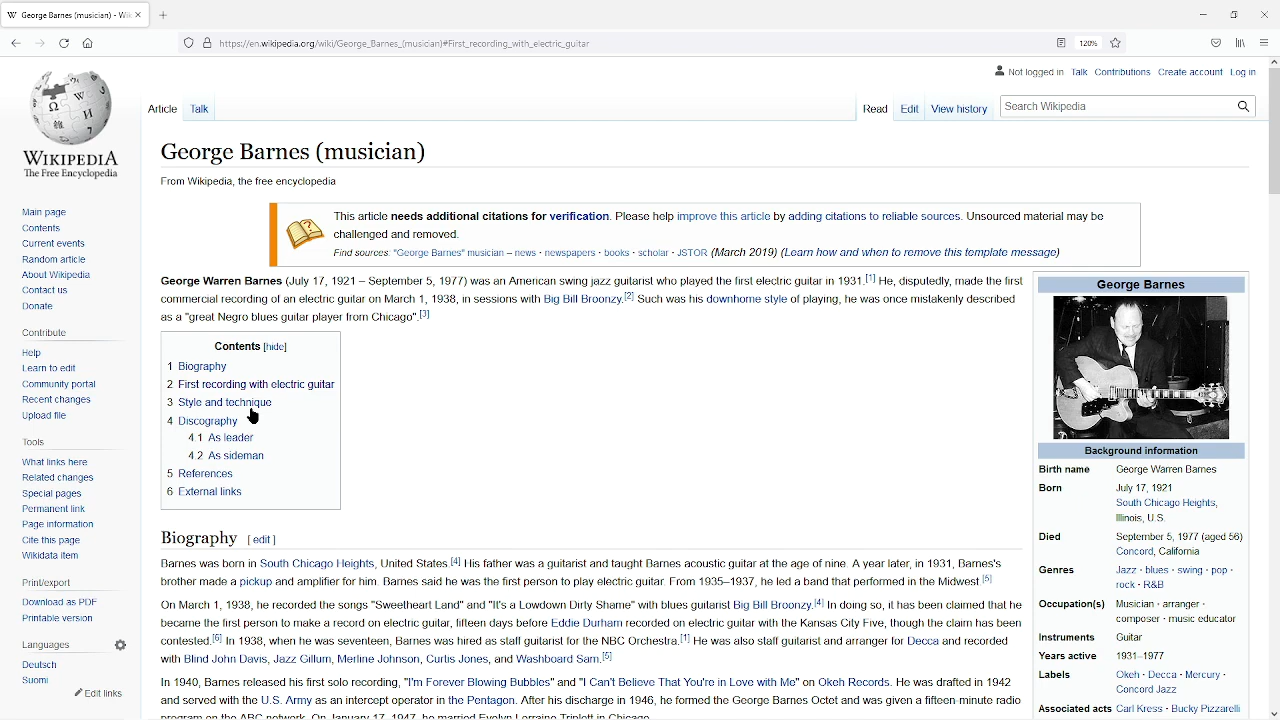 George Barnes (musician) - Wi
https://en.wikipedia.org/wiki/George_Barnes_(musician)#First_recording_with_electric_guitar
120%
Not logged in Talk Contributions Create account Log in
Article Talk
Read Edit View history
Search Wikipedia
WIKIPEDIA
The Free Encyclopedia
Main page
Contents
Current events
Random article
About Wikipedia
Contact us
Donate
Contribute
Help
Learn to edit
Community portal
Recent changes
Upload file
Tools
What links here
Related changes
Special pages
Permanent link
Page information
Cite this page
Wikidata item
Print/export
Download as PDF
Printable version
Languages
Deutsch
Suomi
Edit links
George Barnes (musician)
From Wikipedia, the free encyclopedia
This article needs additional citations for verification. Please help improve this article by adding citations to reliable sources. Unsourced material may be
challenged and removed.
Find sources: "George Barnes" musician – news · newspapers · books · scholar · JSTOR (March 2019) (Learn how and when to remove this template message)
George Warren Barnes (July 17, 1921 – September 5, 1977) was an American swing jazz guitarist who played the first electric guitar in 1931.[1] He, disputedly, made the first
commercial recording of an electric guitar on March 1, 1938, in sessions with Big Bill Broonzy.[2] Such was his downhome style of playing, he was once mistakenly described
as a "great Negro blues guitar player from Chicago".[3]
Contents [hide]
1 Biography
2 First recording with electric guitar
3 Style and technique
4 Discography
4.1 As leader
4.2 As sideman
5 References
6 External links
Biography [ edit ]
Barnes was born in South Chicago Heights, United States.[4] His father was a guitarist and taught Barnes acoustic guitar at the age of nine. A year later, in 1931, Barnes's
brother made a pickup and amplifier for him. Barnes said he was the first person to play electric guitar. From 1935–1937, he led a band that performed in the Midwest.[5]
On March 1, 1938, he recorded the songs "Sweetheart Land" and "It's a Lowdown Dirty Shame" with blues guitarist Big Bill Broonzy.[4] In doing so, it has been claimed that he
became the first person to make a record on electric guitar, fifteen days before Eddie Durham recorded on electric guitar with the Kansas City Five, though the claim has been
contested.[6] In 1938, when he was seventeen, Barnes was hired as staff guitarist for the NBC Orchestra.[1] He was also staff guitarist and arranger for Decca and recorded
with Blind John Davis, Jazz Gillum, Merline Johnson, Curtis Jones, and Washboard Sam.[5]
In 1940, Barnes released his first solo recording, "I'm Forever Blowing Bubbles" and "I Can't Believe That You're in Love with Me" on Okeh Records. He was drafted in 1942
and served with the U.S. Army as an intercept operator in the Pentagon. After his discharge in 1946, he formed the George Barnes Octet and was given a fifteen-minute radio
program on the ABC network. On January 17, 1947, he married Evelyn Lorraine Triplett in Chicago.
George Barnes
Background information
Birth name George Warren Barnes
Born July 17, 1921
South Chicago Heights,
Illinois, U.S.
Died September 5, 1977 (aged 56)
Concord, California
Genres Jazz · blues · swing · pop ·
rock · R&B
Occupation(s) Musician · arranger ·
composer · music educator
Instruments Guitar
Years active 1931–1977
Labels Okeh · Decca · Mercury ·
Concord Jazz
Associated acts Carl Kress · Bucky Pizzarelli